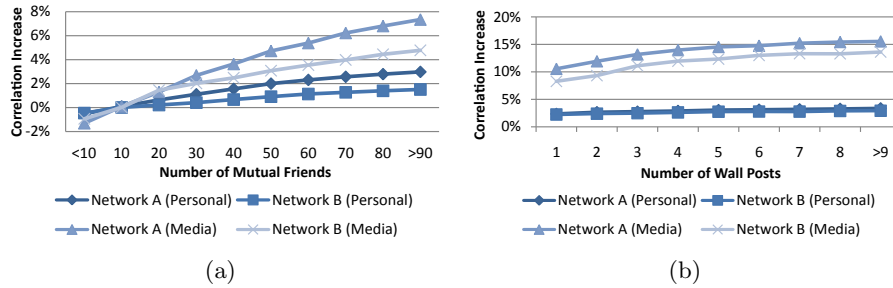 8%
6%
4%
2%
0%
-2%
Correlation Increase
<10 10 20 30 40 50 60 70 80 >90
Number of Mutual Friends
Network A (Personal) Network B (Personal)
Network A (Media) Network B (Media)
(a)
20%
15%
10%
5%
0%
Correlation Increase
1 2 3 4 5 6 7 8 >9
Number of Wall Posts
Network A (Personal) Network B (Personal)
Network A (Media) Network B (Media)
(b)